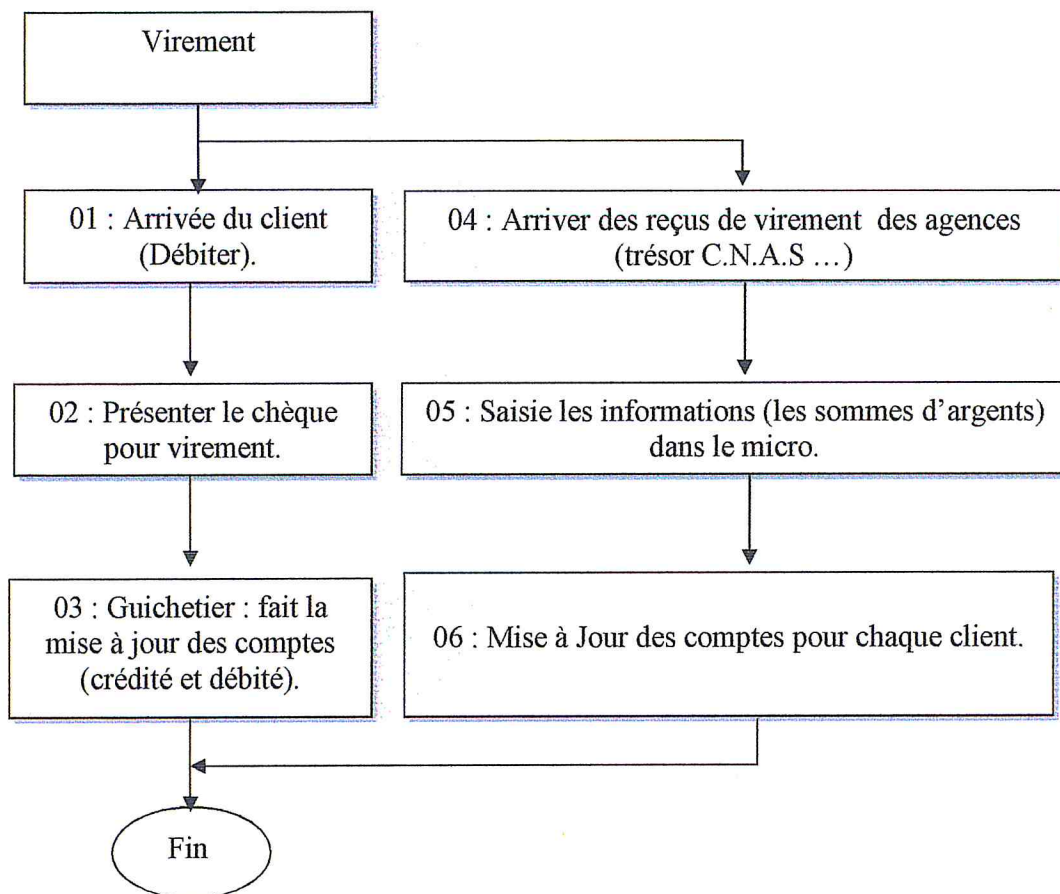 Virement
01 : Arrivée du client
(Débiter).
04 : Arriver des reçus de virement des agences
(trésor C.N.A.S ...)
02 : Présenter le chèque
pour virement.
05 : Saisie les informations (les sommes d'argents)
dans le micro.
03 : Guichetier : fait la
mise à jour des comptes
(crédité et débité).
06 : Mise à Jour des comptes pour chaque client.
Fin